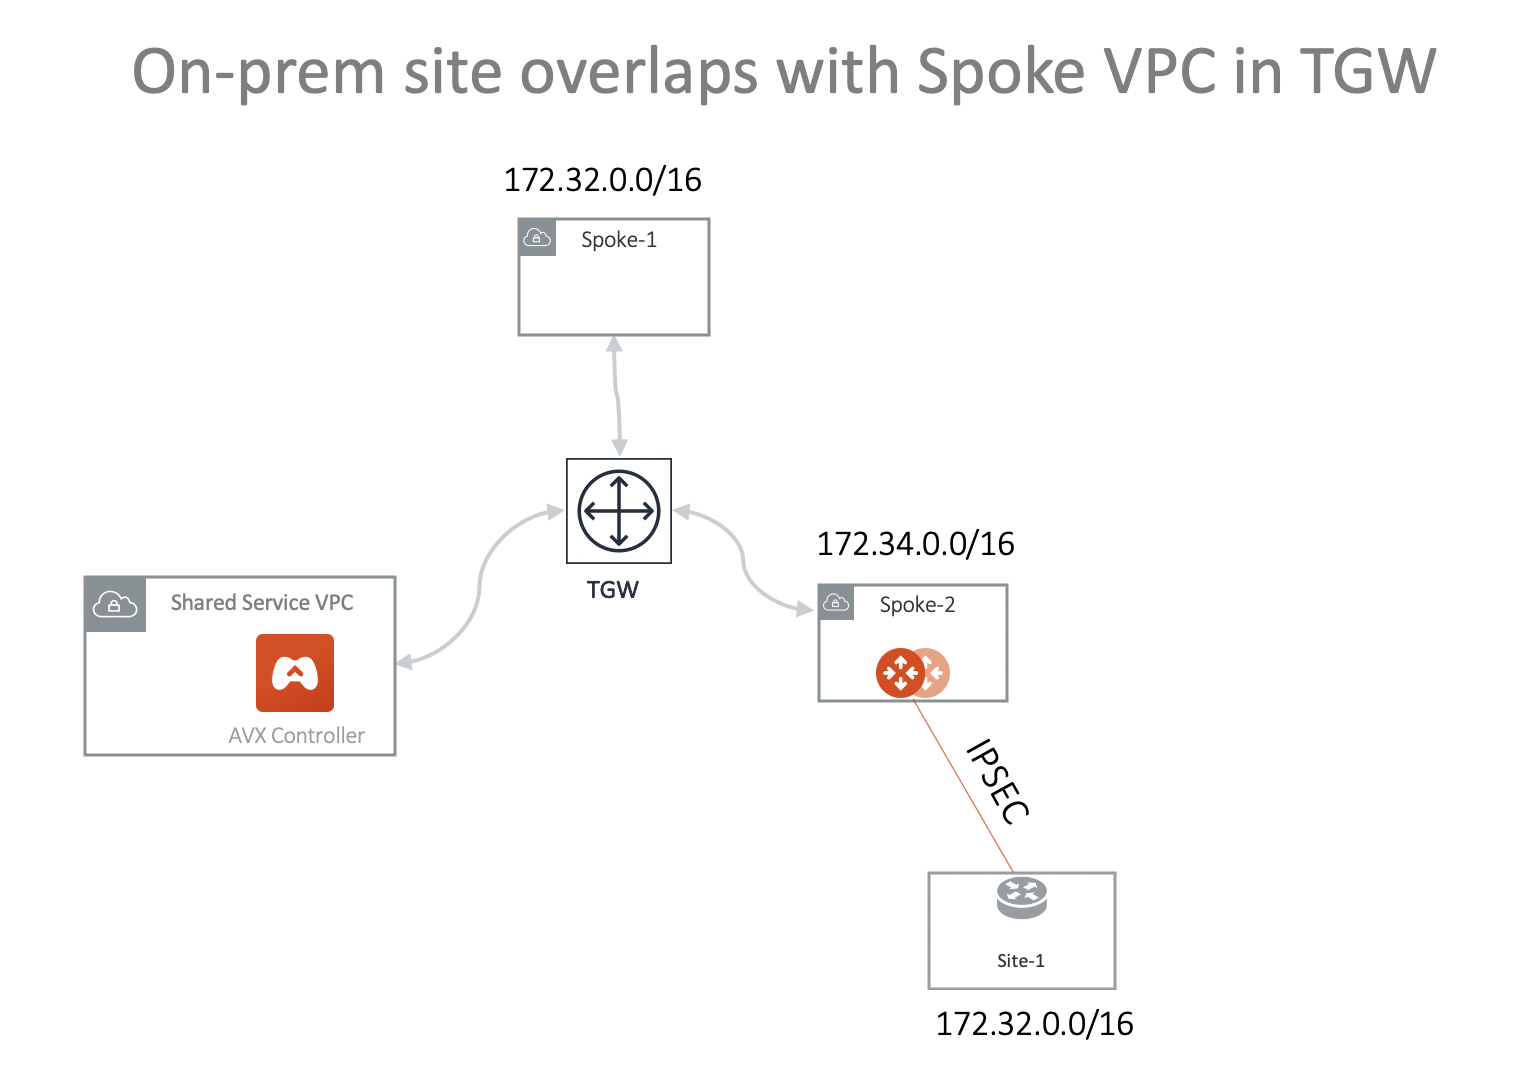 On-prem site overlaps with Spoke VPC in TGW
172.32.0.0/16
Spoke-1
TGW
172.34.0.0/16
Shared Service VPC
Spoke-2
AVX Controller
IPSEC
Site-1
172.32.0.0/16